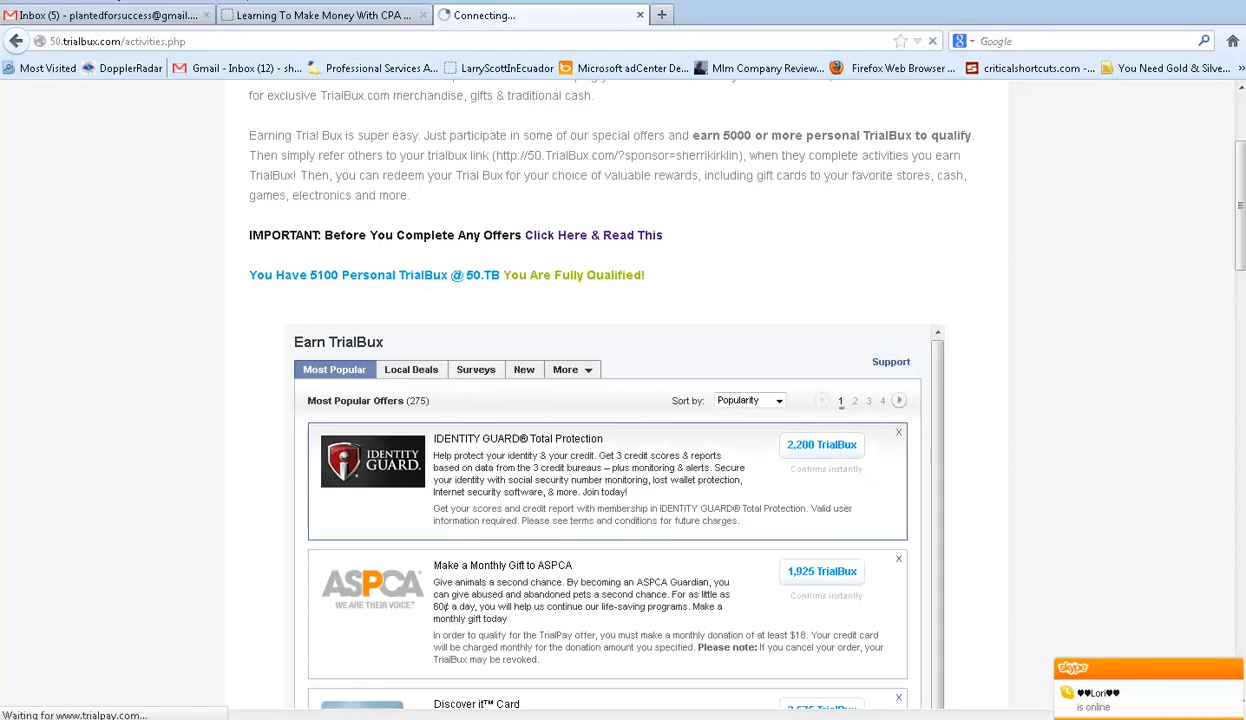 Inbox (5) - plantedforsuccess@gmail....
Learning To Make Money With CPA ...
Connecting...
50.trialbux.com/activities.php
Google
Most Visited
DopplerRadar
Gmail - Inbox (12) - sh...
Professional Services A...
LarryScottInEcuador
Microsoft adCenter De...
Mlm Company Review...
Firefox Web Browser ...
criticalshortcuts.com -...
You Need Gold & Silve...
for exclusive TrialBux.com merchandise, gifts & traditional cash.
Earning Trial Bux is super easy. Just participate in some of our special offers and earn 5000 or more personal TrialBux to qualify.
Then simply refer others to your trialbux link (http://50.TrialBux.com/?sponsor=sherrikirklin), when they complete activities you earn
TrialBux! Then, you can redeem your Trial Bux for your choice of valuable rewards, including gift cards to your favorite stores, cash,
games, electronics and more.
IMPORTANT: Before You Complete Any Offers Click Here & Read This
You Have 5100 Personal TrialBux @ 50.TB You Are Fully Qualified!
Earn TrialBux
Support
Most Popular
Local Deals
Surveys
New
More
Most Popular Offers (275)
Sort by: Popularity
1 2 3 4
IDENTITY GUARD.
IDENTITY GUARD® Total Protection
Help protect your identity & your credit. Get 3 credit scores & reports
based on data from the 3 credit bureaus – plus monitoring & alerts. Secure
your identity with social security number monitoring, lost wallet protection,
Internet security software, & more. Join today!
Get your scores and credit report with membership in IDENTITY GUARD® Total Protection. Valid user
information required. Please see terms and conditions for future charges.
2,200 TrialBux
Confirms instantly
X
ASPCA
WE ARE THEIR VOICE™
Make a Monthly Gift to ASPCA
Give animals a second chance. By becoming an ASPCA Guardian, you
can give abused and abandoned pets a second chance. For as little as
60¢ a day, you will help us continue our life-saving programs. Make a
monthly gift today
In order to qualify for the TrialPay offer, you must make a monthly donation of at least $18. Your credit card
will be charged monthly for the donation amount you specified. Please note: If you cancel your order, your
TrialBux may be revoked.
1,925 TrialBux
Confirms instantly
X
Discover it™ Card
X
skype
♥♥Lori♥♥
is online
Waiting for www.trialpay.com...